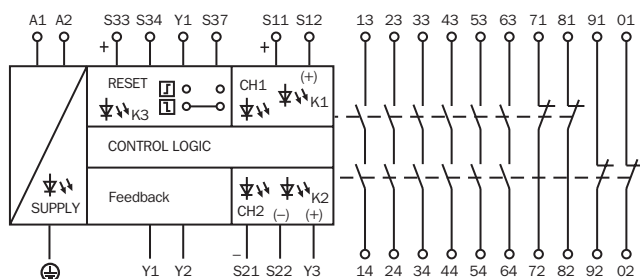 A1 A2 S33 S34 Y1 S37 S11 S12 13 23 33 43 53 63 71 81 91 01
+ +
RESET CH1 (+)
K3 K1
CONTROL LOGIC
SUPPLY Feedback CH2 (–) K2 (+)
– 
Y1 Y2 S21 S22 Y3 14 24 34 44 54 64 72 82 92 02